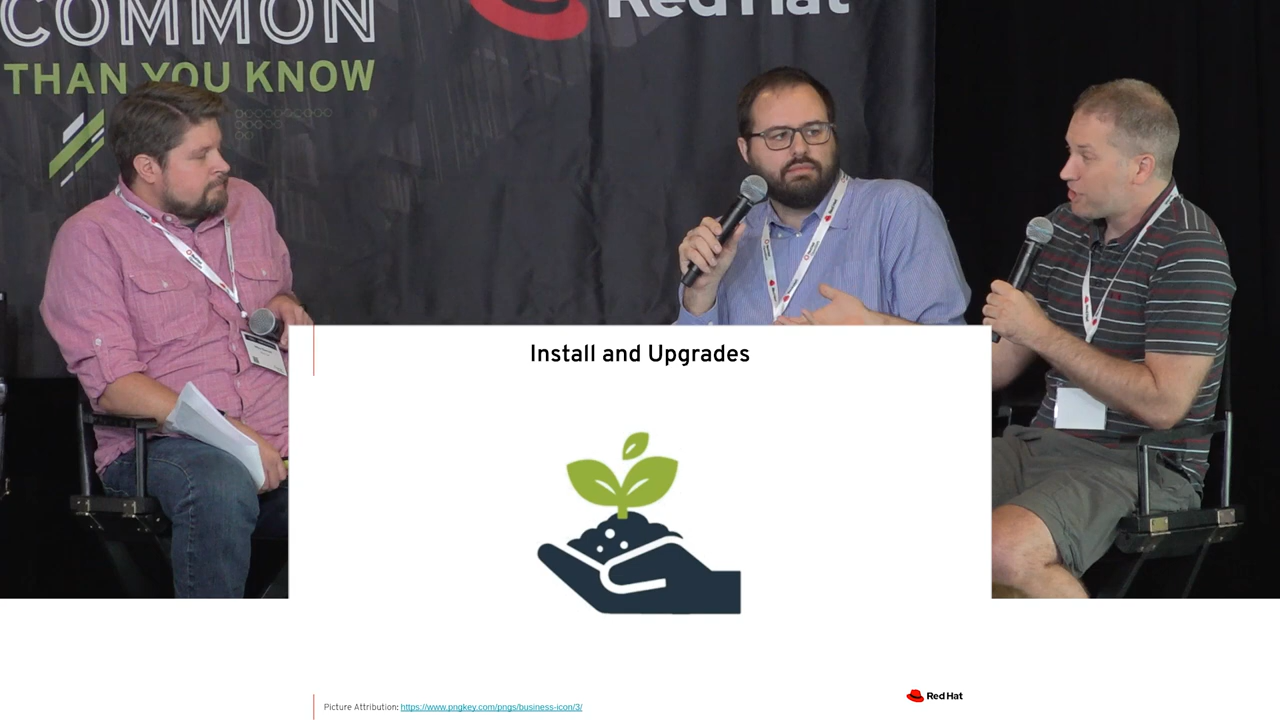 COMMON
THAN YOU KNOW
Red Hat
Install and Upgrades
Picture Attribution: https://www.pngkey.com/pngs/business-icon/3/
Red Hat